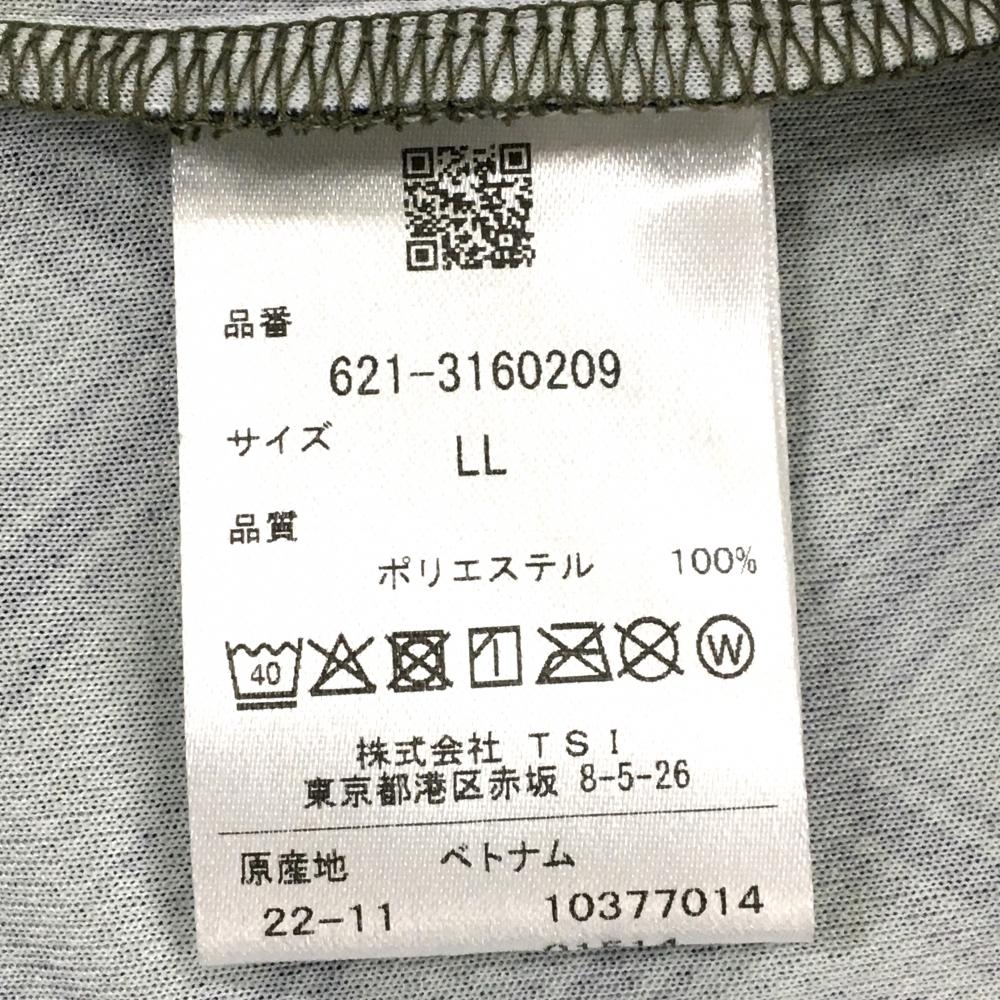 品番
621-3160209
サイズ LL
品質
ポリエステル 100%
40 W
株式会社 TSI
東京都港区赤坂 8-5-26
原産地 ベトナム
22-11 10377014